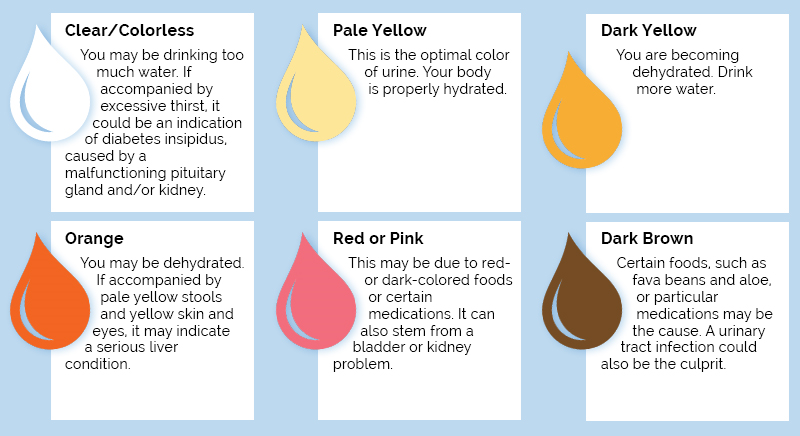 Clear/Colorless
You may be drinking too
much water. If
accompanied by
excessive thirst, it
could be an indication
of diabetes insipidus,
caused by a
malfunctioning pituitary
gland and/or kidney.
Pale Yellow
This is the optimal color
of urine. Your body
is properly hydrated.
Dark Yellow
You are becoming
dehydrated. Drink
more water.
Orange
You may be dehydrated.
If accompanied by
pale yellow stools
and yellow skin and
eyes, it may indicate
a serious liver
condition.
Red or Pink
This may be due to red-
or dark-colored foods
or certain
medications. It can
also stem from a
bladder or kidney
problem.
Dark Brown
Certain foods, such as
fava beans and aloe,
or particular
medications may be
the cause. A urinary
tract infection could
also be the culprit.